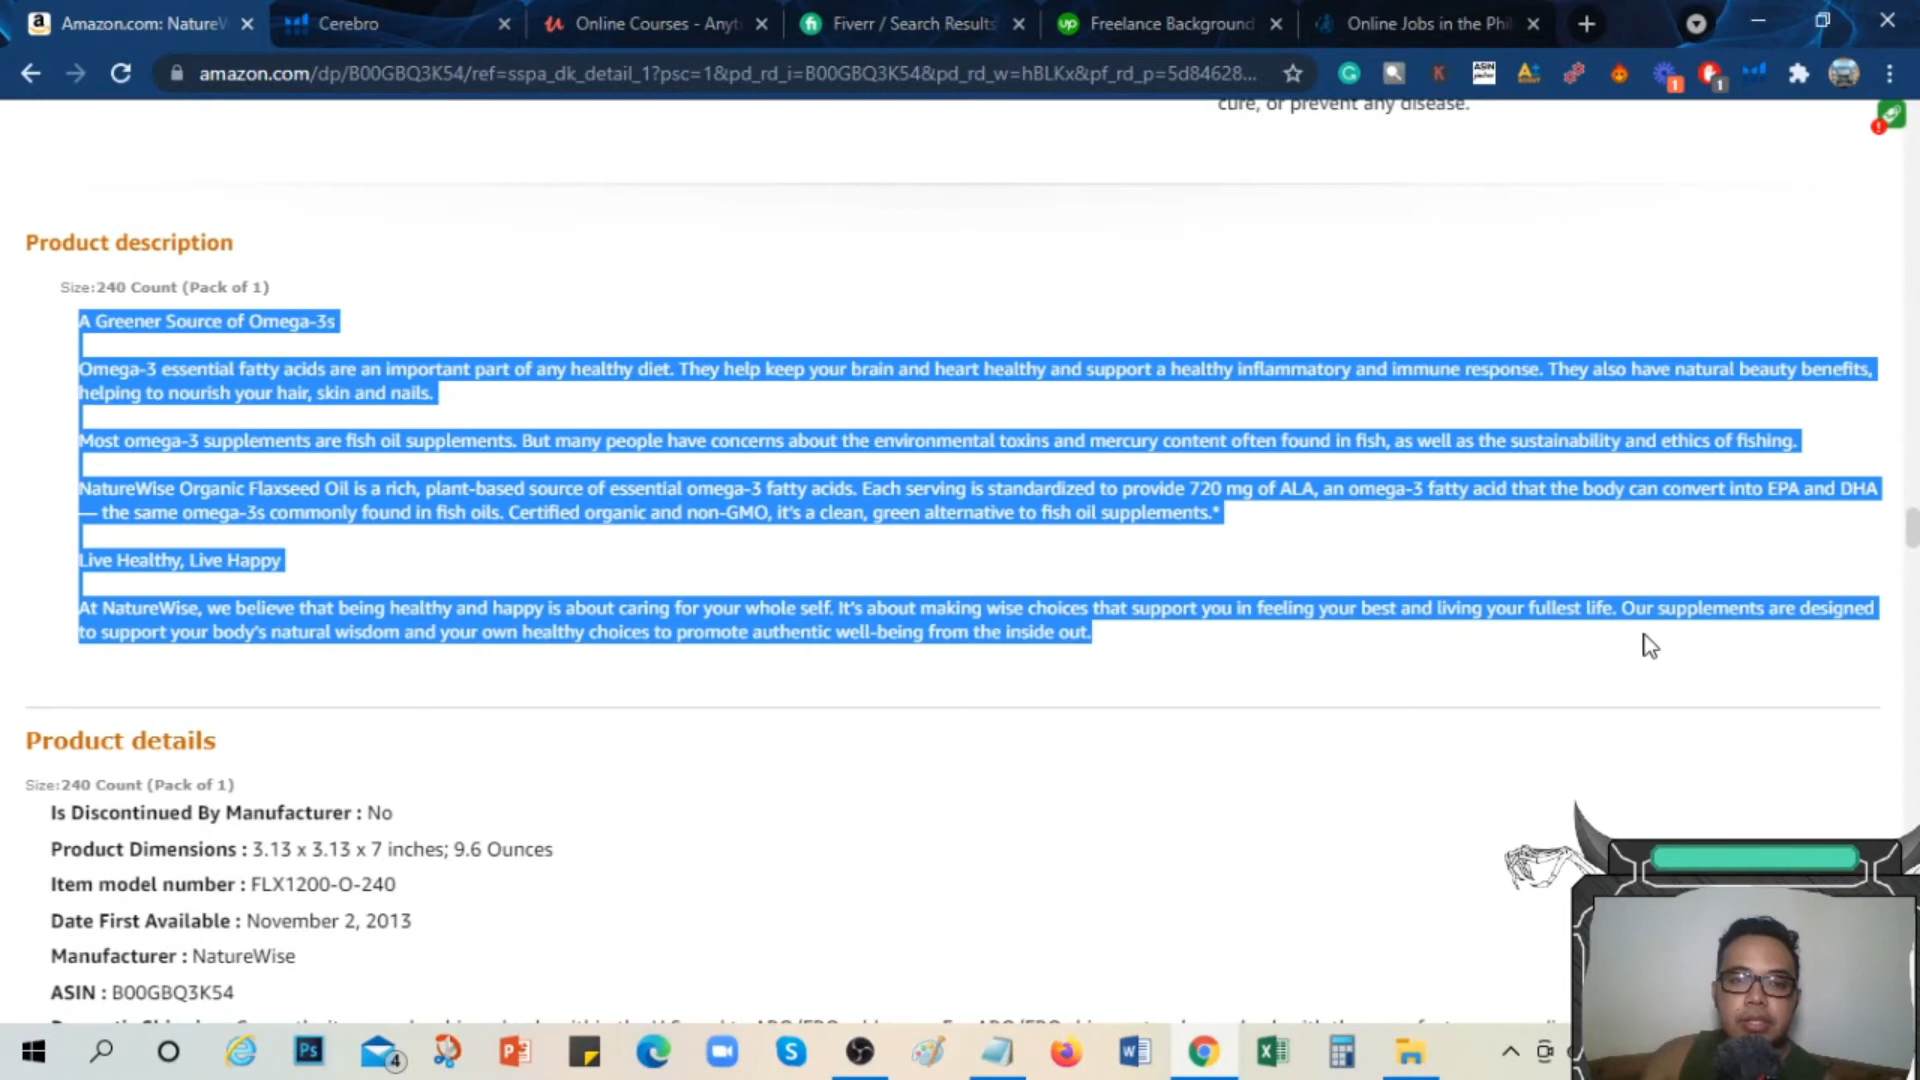 Amazon.com: NatureW
Cerebro
Online Courses - Anyt
Fiverr / Search Results
Freelance Background
Online Jobs in the Phil
amazon.com/dp/B00GBQ3K54/ref=sspa_dk_detail_1?psc=1&pd_rd_i=B00GBQ3K54&pd_rd_w=hBLKx&pf_rd_p=5d84628...
cure, or prevent any disease.
Product description
Size:240 Count (Pack of 1)
A Greener Source of Omega-3s
Omega-3 essential fatty acids are an important part of any healthy diet. They help keep your brain and heart healthy and support a healthy inflammatory and immune response. They also have natural beauty benefits,
helping to nourish your hair, skin and nails.
Most omega-3 supplements are fish oil supplements. But many people have concerns about the environmental toxins and mercury content often found in fish, as well as the sustainability and ethics of fishing.
NatureWise Organic Flaxseed Oil is a rich, plant-based source of essential omega-3 fatty acids. Each serving is standardized to provide 720 mg of ALA, an omega-3 fatty acid that the body can convert into EPA and DHA
— the same omega-3s commonly found in fish oils. Certified organic and non-GMO, it's a clean, green alternative to fish oil supplements.*
Live Healthy, Live Happy
At NatureWise, we believe that being healthy and happy is about caring for your whole self. It's about making wise choices that support you in feeling your best and living your fullest life. Our supplements are designed
to support your body's natural wisdom and your own healthy choices to promote authentic well-being from the inside out.
Product details
Size:240 Count (Pack of 1)
Is Discontinued By Manufacturer : No
Product Dimensions : 3.13 x 3.13 x 7 inches; 9.6 Ounces
Item model number : FLX1200-O-240
Date First Available : November 2, 2013
Manufacturer : NatureWise
ASIN : B00GBQ3K54